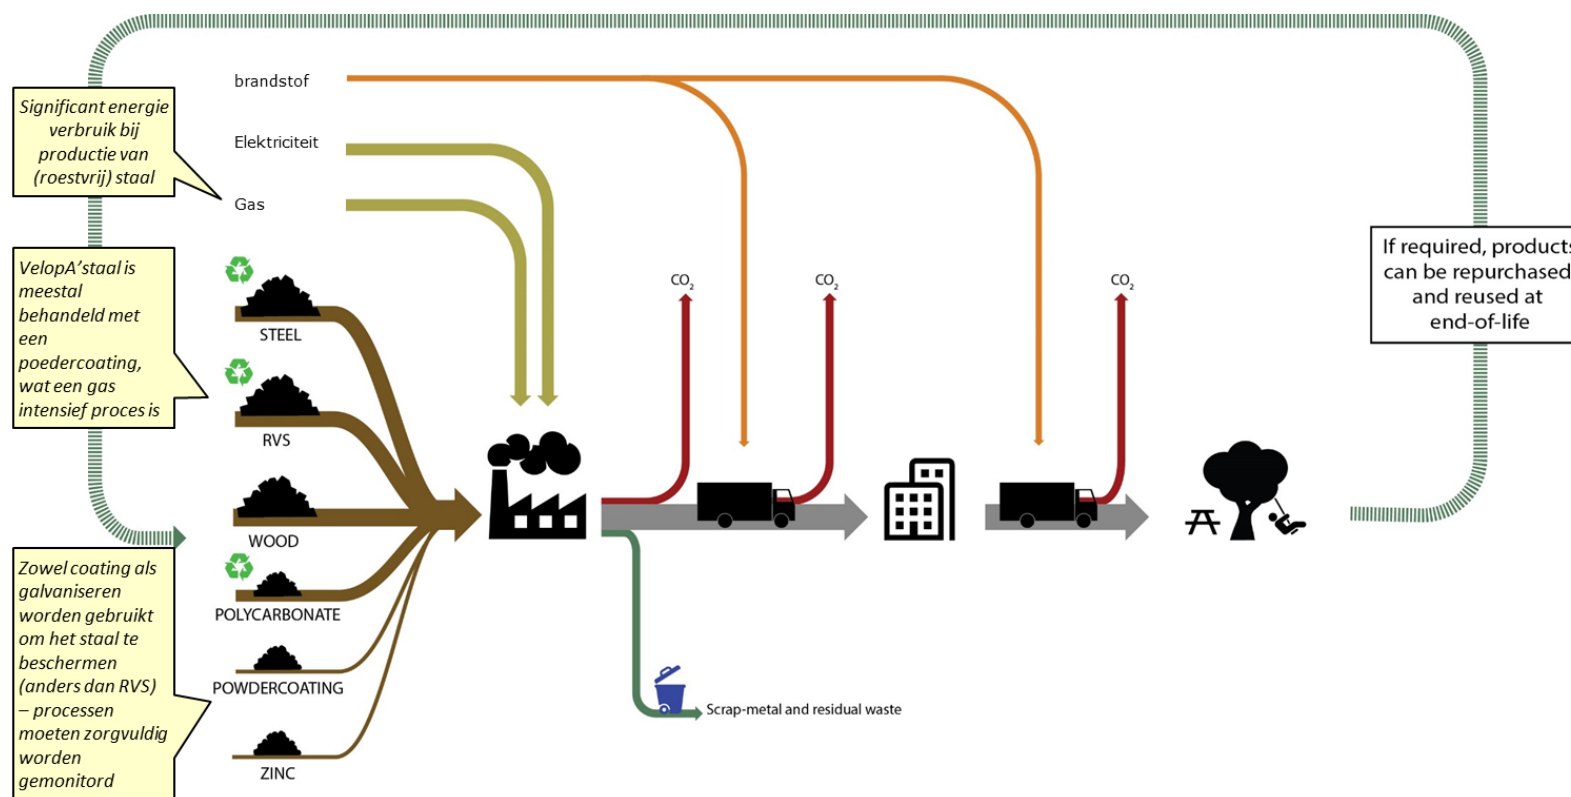 brandstof
Significant energie
verbruik bij
productie van
(roestvrij) staal
Elektriciteit
Gas
VelopA'staal is
meestal
behandeld met
een
poedercoating,
wat een gas
intensief proces is
If required, products
can be repurchased
and reused at
end-of-life
CO2
CO2
CO2
STEEL
RVS
WOOD
Zowel coating als
galvaniseren
worden gebruikt
om het staal te
beschermen
(anders dan RVS)
– processen
moeten zorgvuldig
worden
gemonitord
POLYCARBONATE
POWDERCOATING
ZINC
Scrap-metal and residual waste